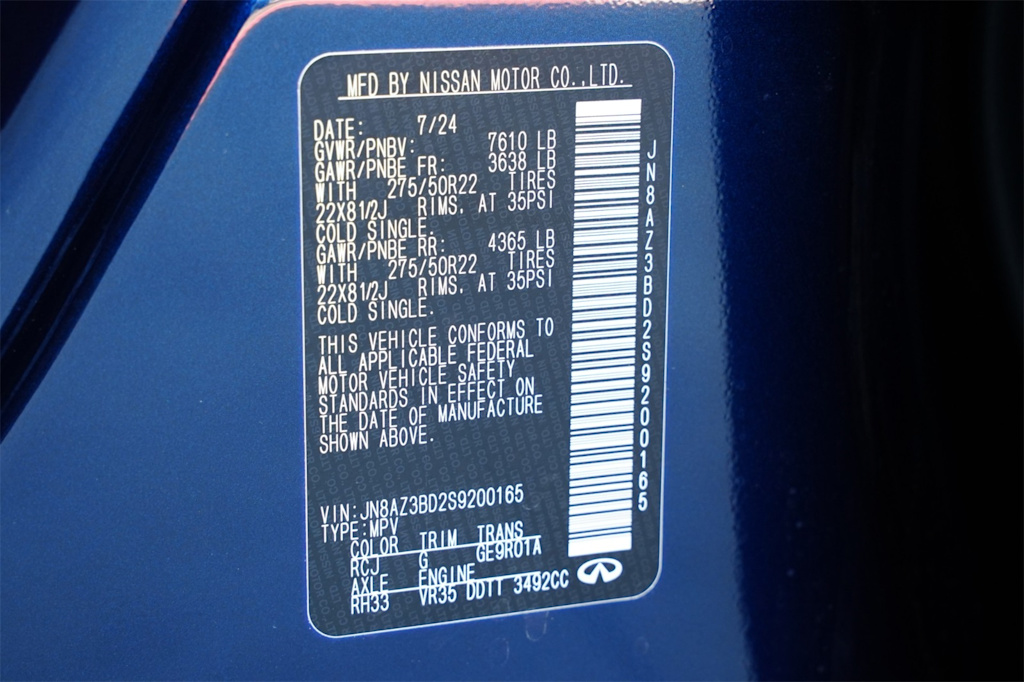 MFD BY NISSAN MOTOR CO.,LTD.
DATE: 7/24
GVWR/PNBV: 7610 LB
GAWR/PNBE FR: 3638 LB
WITH 275/50R22 TIRES
22X8 1/2J RIMS. AT 35PSI
COLD SINGLE.
GAWR/PNBE RR: 4365 LB
WITH 275/50R22 TIRES
22X8 1/2J RIMS. AT 35PSI
COLD SINGLE.
THIS VEHICLE CONFORMS TO
ALL APPLICABLE FEDERAL
MOTOR VEHICLE SAFETY
STANDARDS IN EFFECT ON
THE DATE OF MANUFACTURE
SHOWN ABOVE.
VIN:JN8AZ3BD2S9200165
TYPE:MPV
COLOR TRIM TRANS
RCJ G GE9R01A
AXLE ENGINE
RH33 VR35 DDTT 3492CC
JN8AZ3BD2S9200165